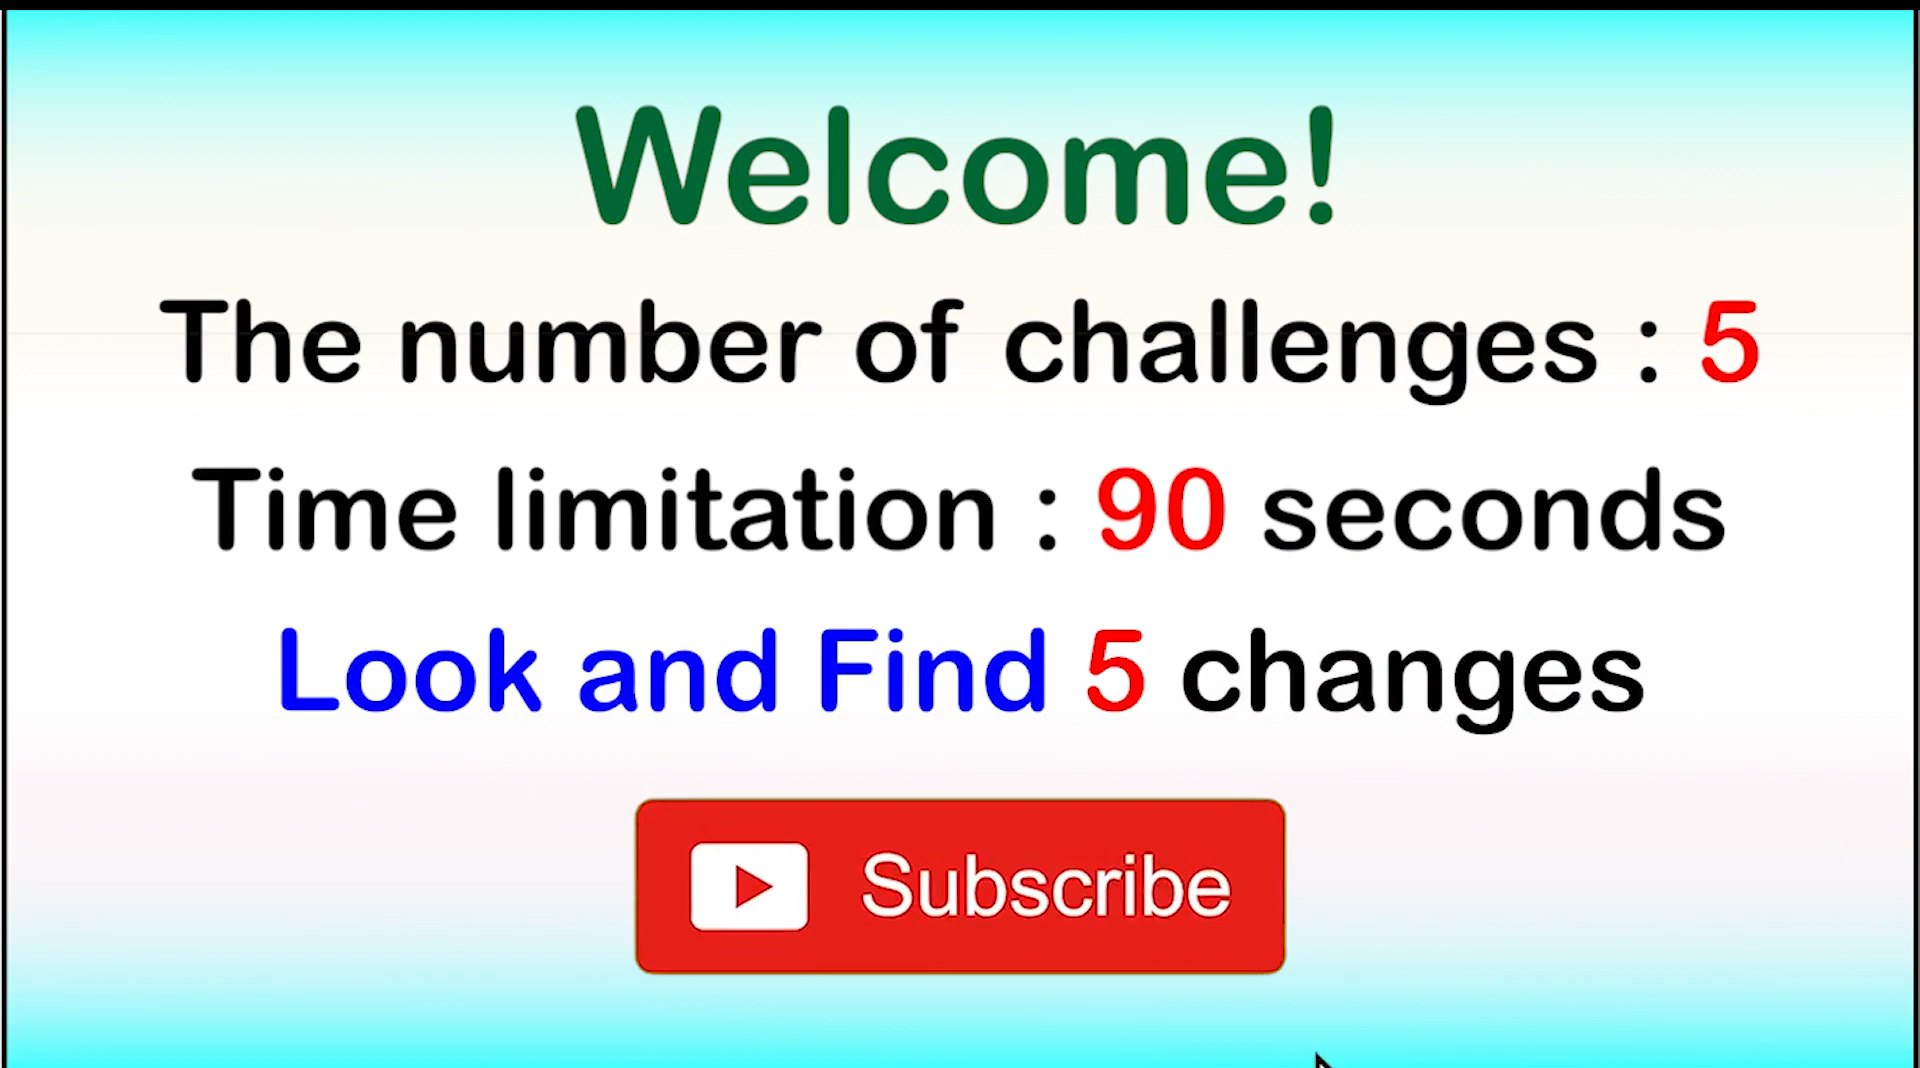 Welcome!
The number of challenges : 5
Time limitation : 90 seconds
Look and Find 5 changes
Subscribe